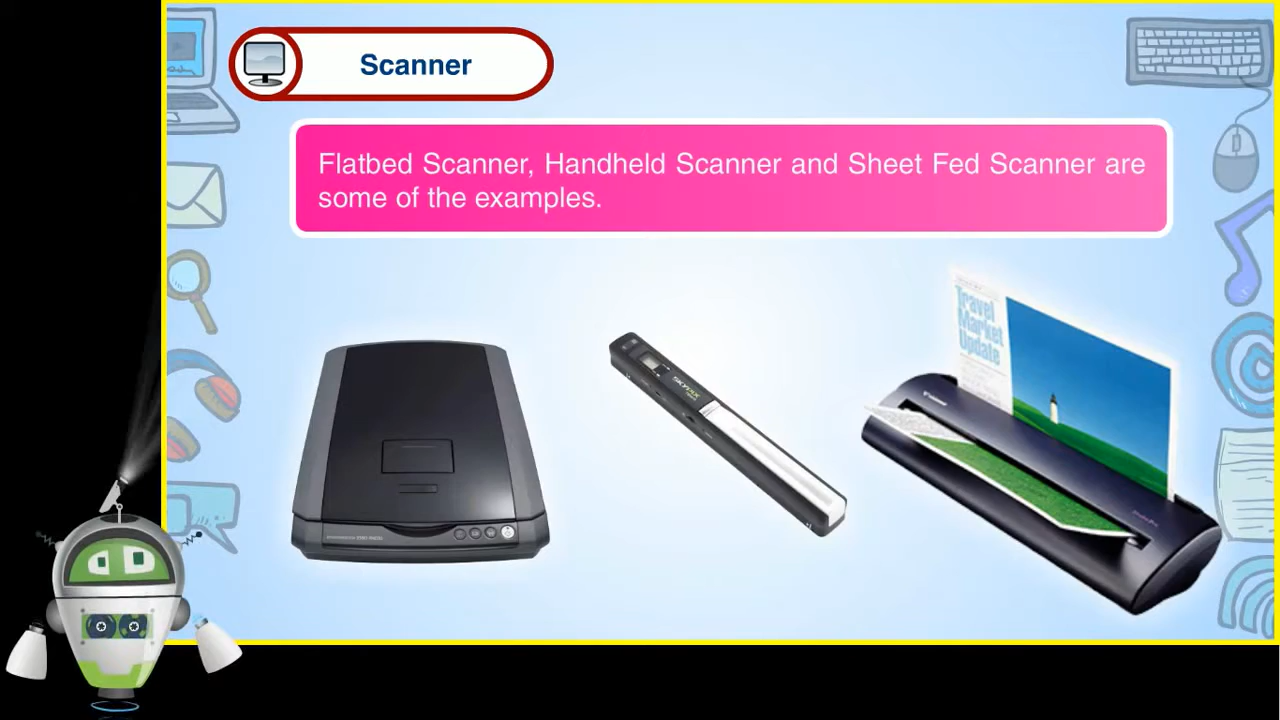 Scanner
Flatbed Scanner, Handheld Scanner and Sheet Fed Scanner are
some of the examples.
Travel
Market
Update